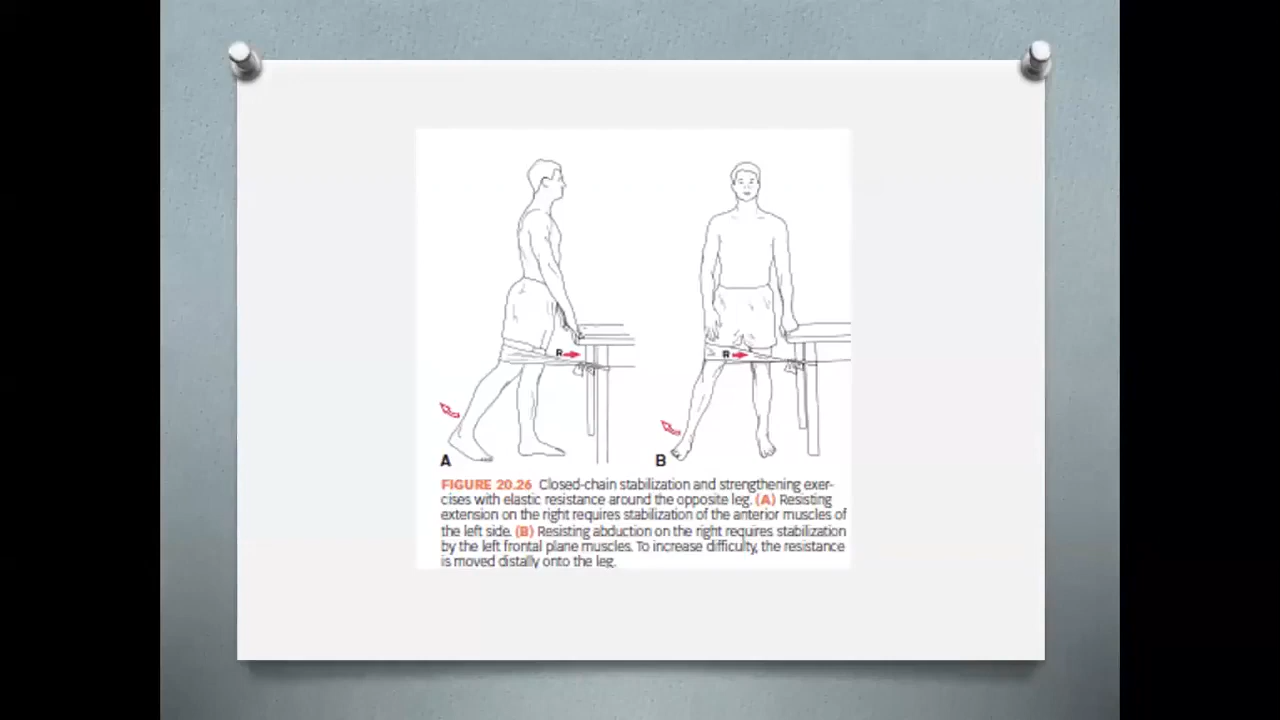 R
R
A
B
FIGURE 20.26 Closed-chain stabilization and strengthening exer-
cises with elastic resistance around the opposite leg. (A) Resisting
extension on the right requires stabilization of the anterior muscles of
the left side. (B) Resisting abduction on the right requires stabilization
by the left frontal plane muscles. To increase difficulty, the resistance
is moved distally onto the leg.